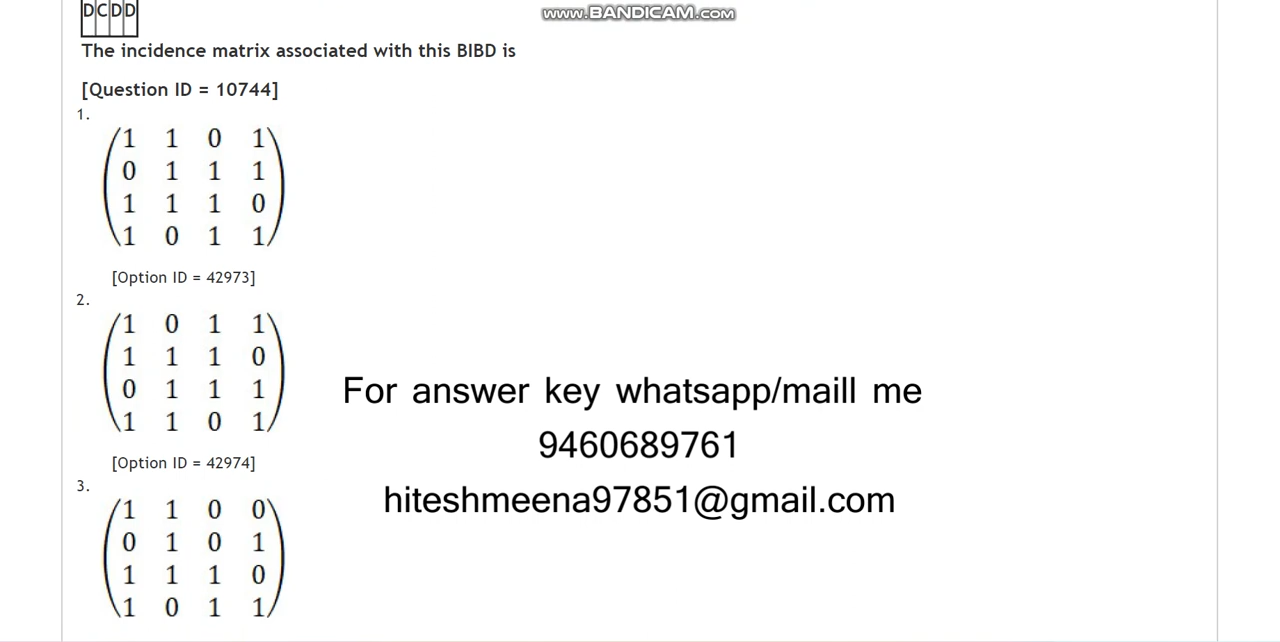 DCDD
www.BANDICAM.com
The incidence matrix associated with this BIBD is
[Question ID = 10744]
1.
1 1 0 1
0 1 1 1
1 1 1 0
1 0 1 1
[Option ID = 42973]
2.
1 0 1 1
1 1 1 0
0 1 1 1
1 1 0 1
[Option ID = 42974]
3.
1 1 0 0
0 1 0 1
1 1 1 0
1 0 1 1
For answer key whatsapp/maill me
9460689761
hiteshmeena97851@gmail.com